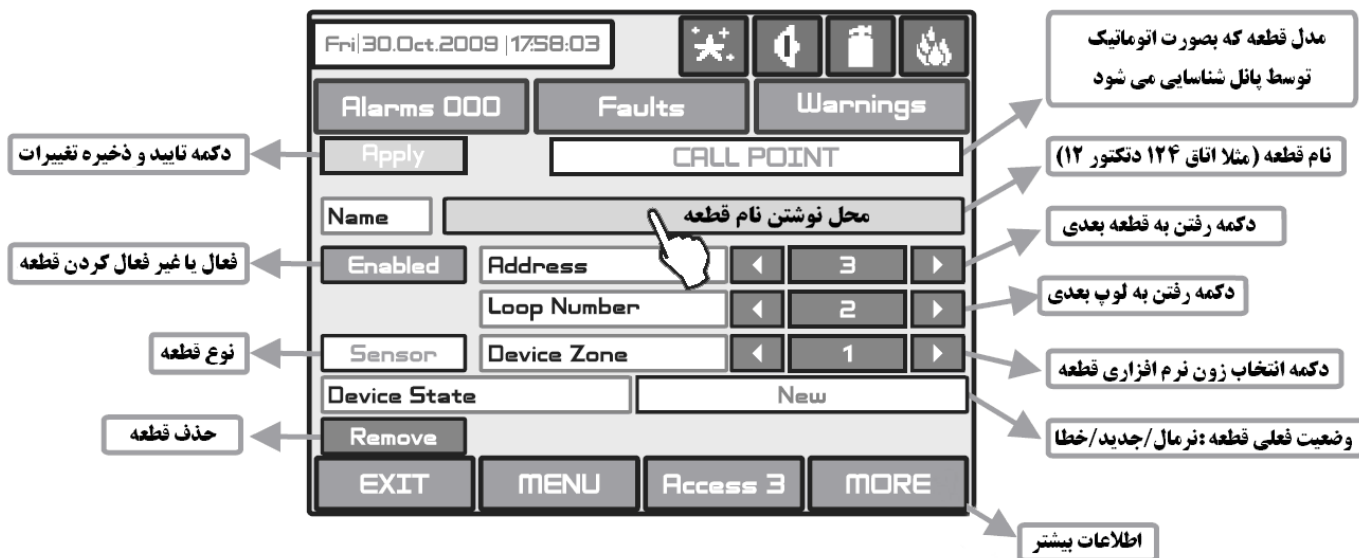 Fri|30.Oct.2009 |17:58:03
مدل قطعه که بصورت اتوماتیک
توسط پانل شناسایی می شود
Alarms 000 Faults Warnings
دکمه تایید و ذخیره تغییرات
Apply CALL POINT
نام قطعه (مثلا اتاق ۱۲۴ دتکتور ۱۲)
Name محل نوشتن نام قطعه
دکمه رفتن به قطعه بعدی
فعال یا غیر فعال کردن قطعه
Enabled Address 3
دکمه رفتن به لوپ بعدی
Loop Number 2
نوع قطعه
Sensor Device Zone 1
دکمه انتخاب زون نرم افزاری قطعه
Device State New
وضعیت فعلی قطعه :نرمال/جدید/خطا
حذف قطعه
Remove
EXIT MENU Access 3 MORE
اطلاعات بیشتر